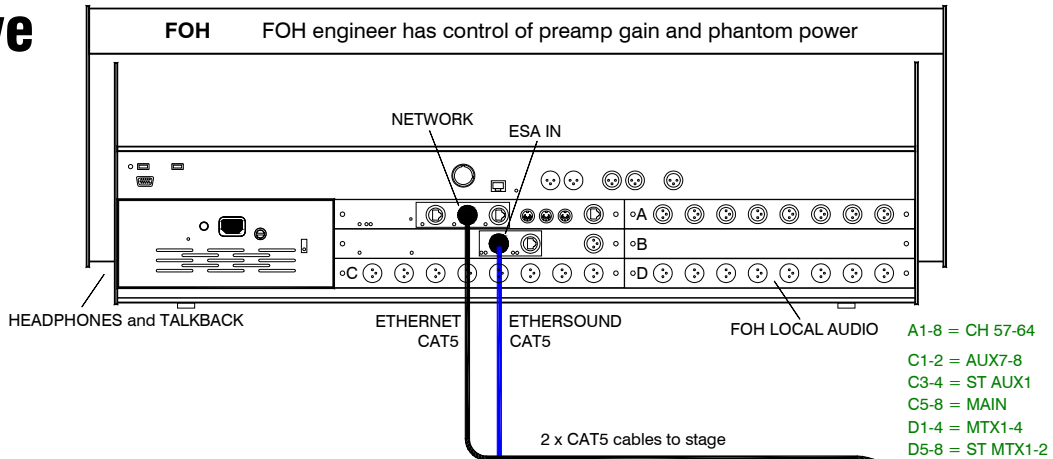 ve
FOH FOH engineer has control of preamp gain and phantom power
NETWORK
ESA IN
A
B
C
D
HEADPHONES and TALKBACK
ETHERNET
CAT5
ETHERSOUND
CAT5
FOH LOCAL AUDIO
A1-8 = CH 57-64
C1-2 = AUX7-8
C3-4 = ST AUX1
C5-8 = MAIN
D1-4 = MTX1-4
D5-8 = ST MTX1-2
2 x CAT5 cables to stage